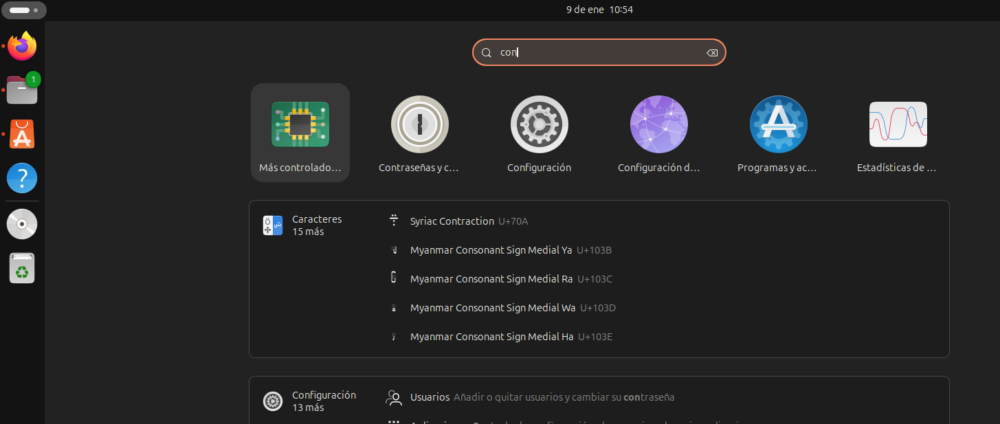 9 de ene 10:54
con
1
Más controlado...
Contraseñas y c...
Configuración
Configuración d...
Programas y ac...
Estadísticas de ...
Caracteres
15 más
Syriac Contraction U+70A
Myanmar Consonant Sign Medial Ya U+103B
Myanmar Consonant Sign Medial Ra U+103C
Myanmar Consonant Sign Medial Wa U+103D
Myanmar Consonant Sign Medial Ha U+103E
Configuración
13 más
Usuarios Añadir o quitar usuarios y cambiar su contraseña